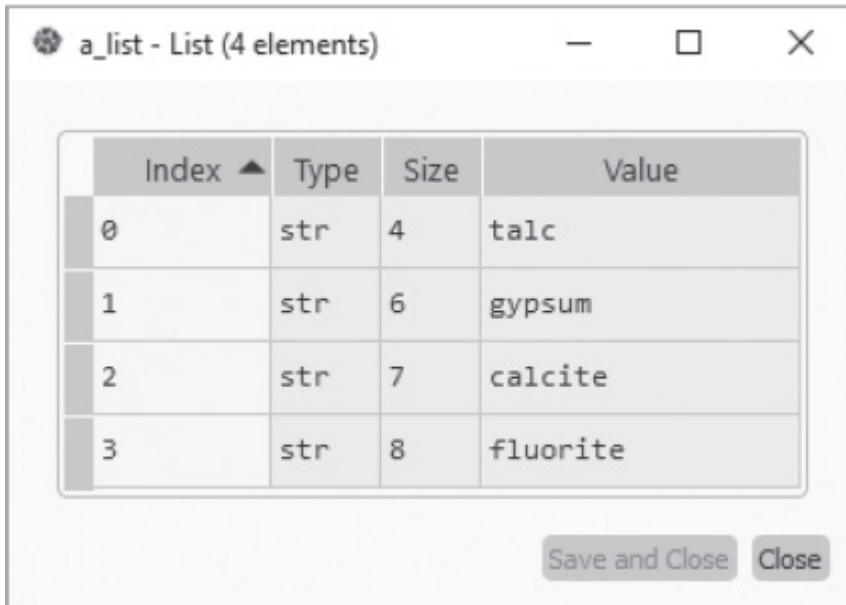 a_list - List (4 elements)
Index Type Size Value
0 str 4 talc
1 str 6 gypsum
2 str 7 calcite
3 str 8 fluorite
Save and Close Close